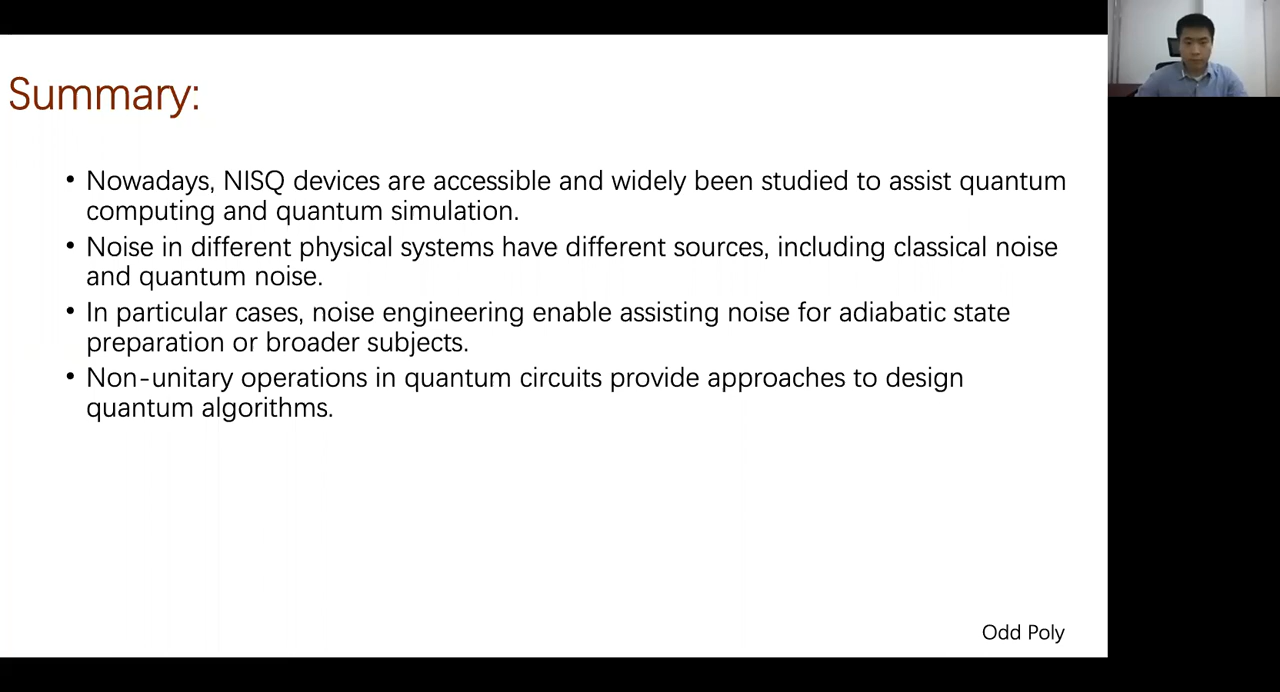 Summary:
• Nowadays, NISQ devices are accessible and widely been studied to assist quantum
computing and quantum simulation.
• Noise in different physical systems have different sources, including classical noise
and quantum noise.
• In particular cases, noise engineering enable assisting noise for adiabatic state
preparation or broader subjects.
• Non-unitary operations in quantum circuits provide approaches to design
quantum algorithms.
Odd Poly